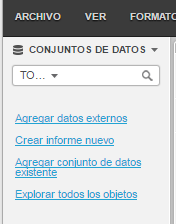 ARCHIVO VER FORMATO
CONJUNTOS DE DATOS
TO...
Agregar datos externos
Crear informe nuevo
Agregar conjunto de datos
existente
Explorar todos los objetos